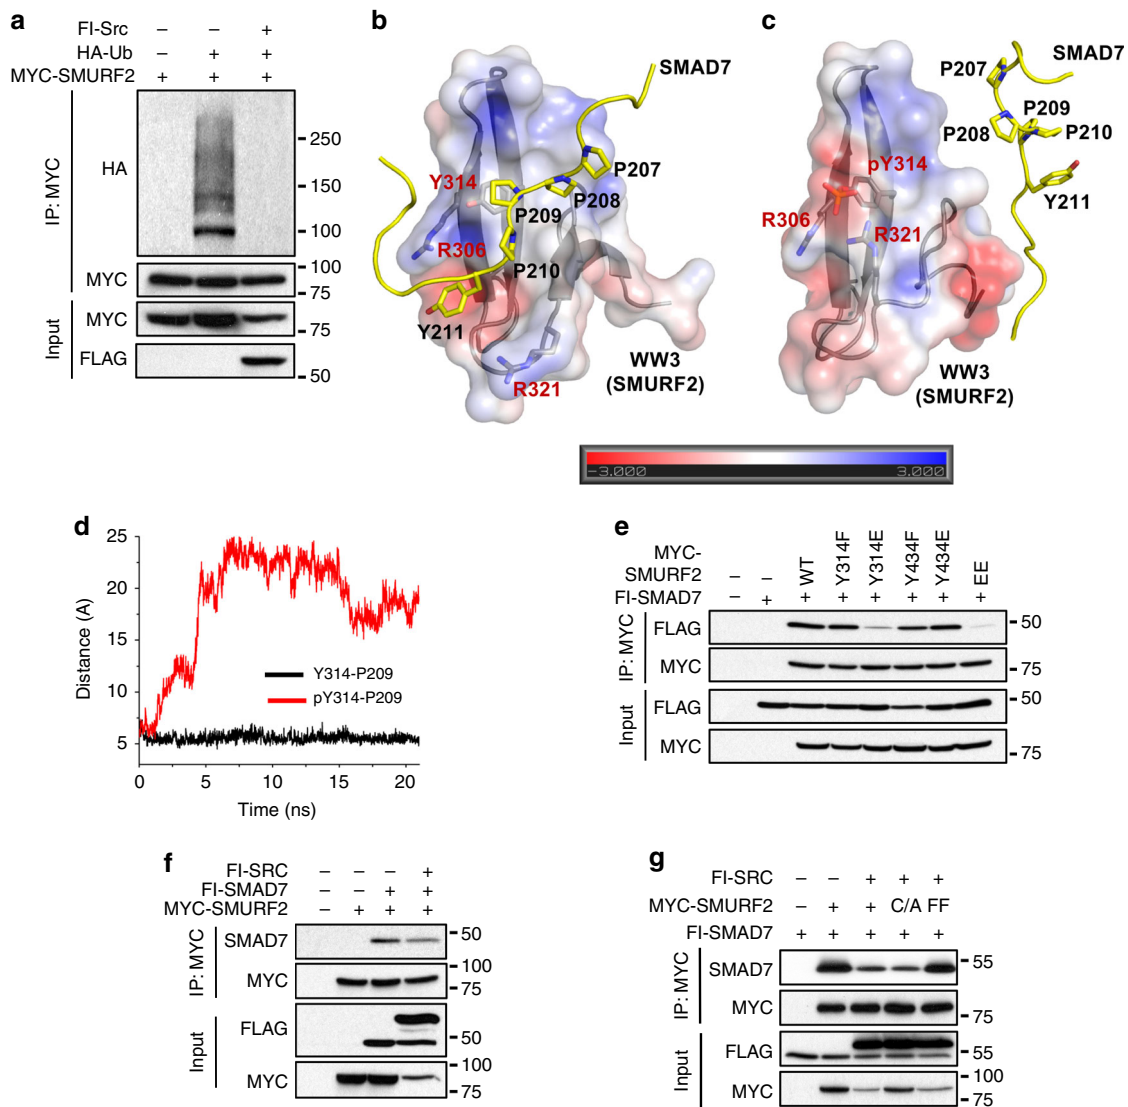 a
FI-Src – – +
HA-Ub – + +
MYC-SMURF2 + + +
IP: MYC
HA
250
150
100
MYC
100
75
Input
MYC
75
FLAG
50
b
SMAD7
P207
Y314
P208
P209
R306
P210
Y211
R321
WW3
(SMURF2)
c
SMAD7
P207
P209
P208
P210
pY314
Y211
R306
R321
WW3
(SMURF2)
-3.000 3.000
d
Distance (A)
25
20
15
10
5
0 5 10 15 20
Time (ns)
Y314-P209
pY314-P209
e
MYC-
SMURF2 – – WT Y314F Y314E Y434F Y434E EE
FI-SMAD7 – + + + + + + +
IP: MYC
FLAG
50
MYC
75
Input
FLAG
50
MYC
75
f
FI-SRC – – – +
FI-SMAD7 – – + +
MYC-SMURF2 – + + +
IP: MYC
SMAD7
50
MYC
100
75
Input
FLAG
50
MYC
100
75
g
FI-SRC – – + + +
MYC-SMURF2 – + + C/A FF
FI-SMAD7 + + + + +
IP: MYC
SMAD7
55
MYC
75
Input
FLAG
55
MYC
100
75